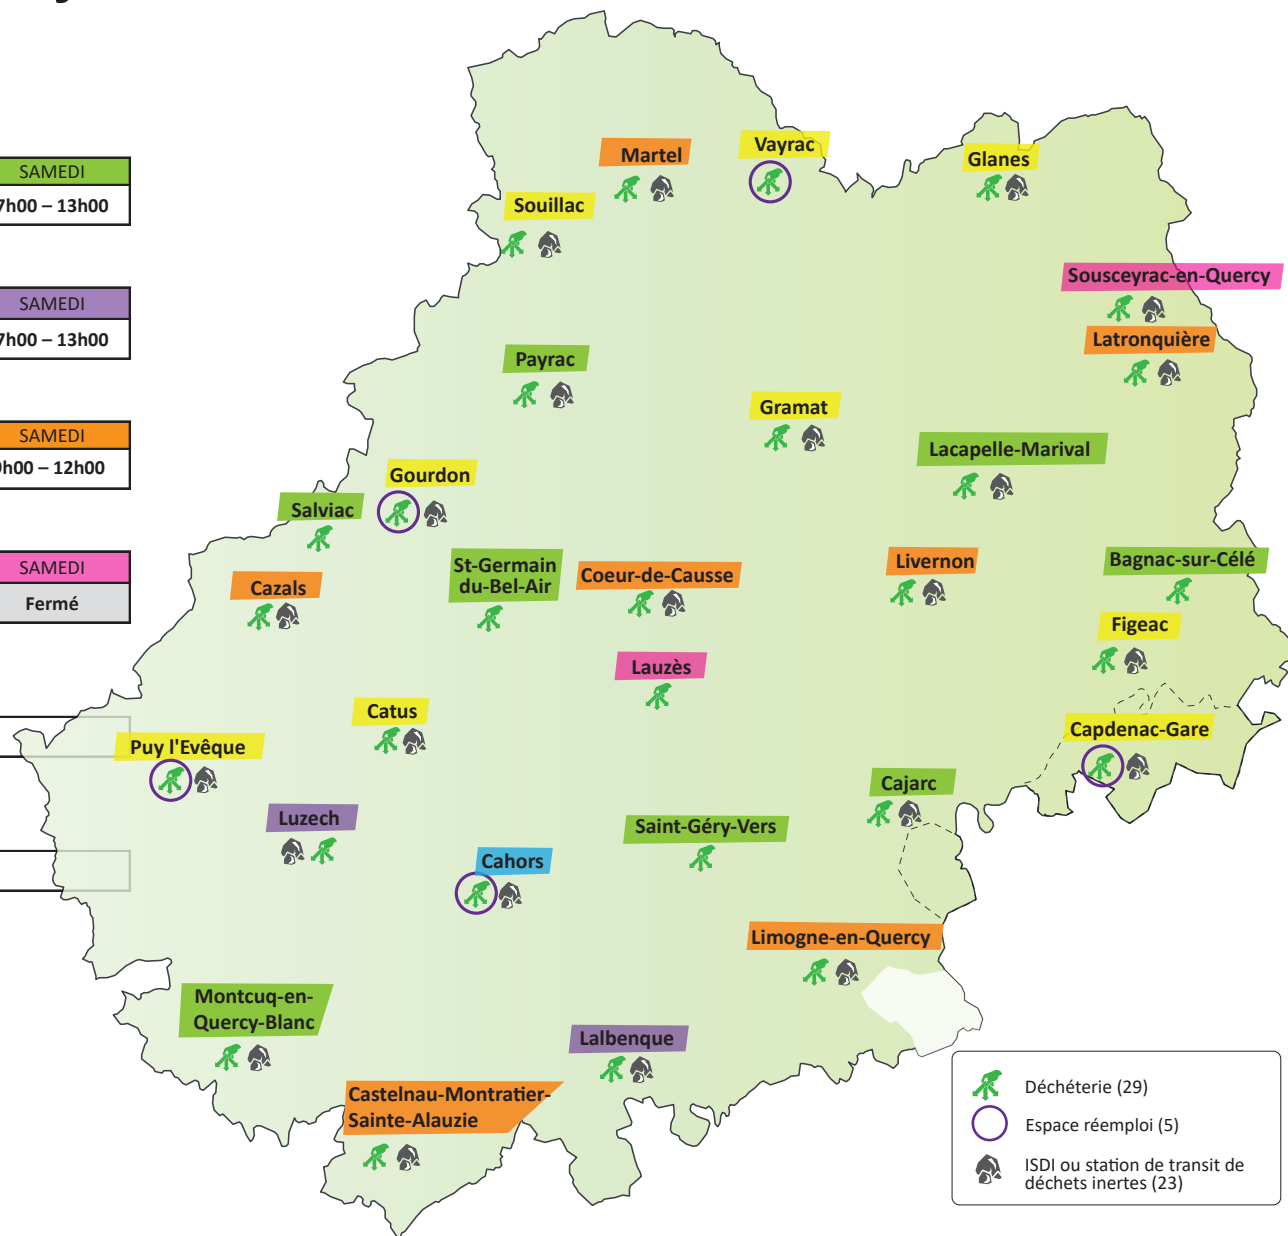 SAMEDI
7h00 – 13h00
SAMEDI
7h00 – 13h00
SAMEDI
9h00 – 12h00
SAMEDI
Fermé
Martel
Vayrac
Glanes
Souillac
Sousceyrac-en-Quercy
Latronquière
Payrac
Gramat
Lacapelle-Marival
Gourdon
Salviac
St-Germain
du-Bel-Air
Coeur-de-Causse
Livernon
Bagnac-sur-Célé
Cazals
Figeac
Lauzès
Catus
Capdenac-Gare
Puy l'Evêque
Cajarc
Luzech
Saint-Géry-Vers
Cahors
Limogne-en-Quercy
Montcuq-en-
Quercy-Blanc
Lalbenque
Castelnau-Montratier-
Sainte-Alauzie
Déchéterie (29)
Espace réemploi (5)
ISDI ou station de transit de
déchets inertes (23)